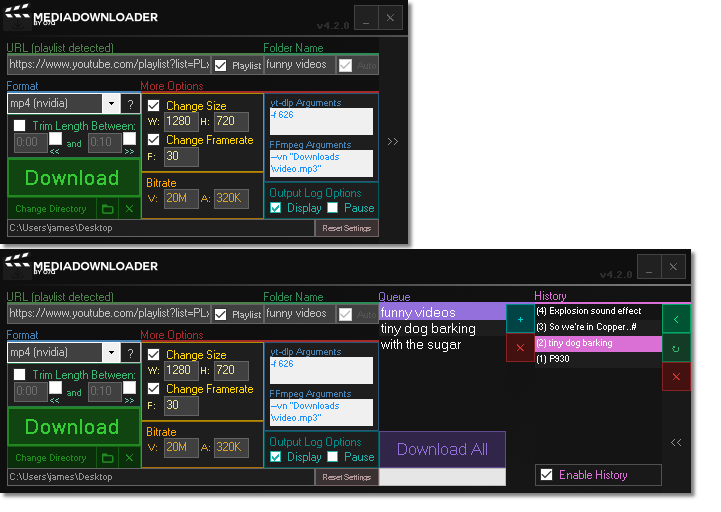 MEDIADOWNLOADER
BY O7Q
v4.2.0
URL (playlist detected)
Folder Name
https://www.youtube.com/playlist?list=PL
Playlist
funny videos
Auto
Format
More Options
mp4 (nvidia)
?
Trim Length Between:
0:00
and
0:10
<<
>>
Download
Change Directory
C:\Users\james\Desktop
Change Size
W: 1280 H: 720
Change Framerate
F: 30
Bitrate
V: 20M A: 320K
yt-dlp Arguments
-f 626
FFmpeg Arguments
--vn "Downloads
\video.mp3"
Output Log Options
Display
Pause
Reset Settings
>>
MEDIADOWNLOADER
BY O7Q
v4.2.0
URL (playlist detected)
Folder Name
https://www.youtube.com/playlist?list=PL
Playlist
funny videos
Auto
Format
More Options
mp4 (nvidia)
?
Trim Length Between:
0:00
and
0:10
<<
>>
Download
Change Directory
C:\Users\james\Desktop
Change Size
W: 1280 H: 720
Change Framerate
F: 30
Bitrate
V: 20M A: 320K
yt-dlp Arguments
-f 626
FFmpeg Arguments
--vn "Downloads
\video.mp3"
Output Log Options
Display
Pause
Reset Settings
Queue
funny videos
tiny dog barking
with the sugar
+
Download All
History
(4) Explosion sound effect
(3) So we're in Copper..#
(2) tiny dog barking
(1) P930
<
Enable History
<<